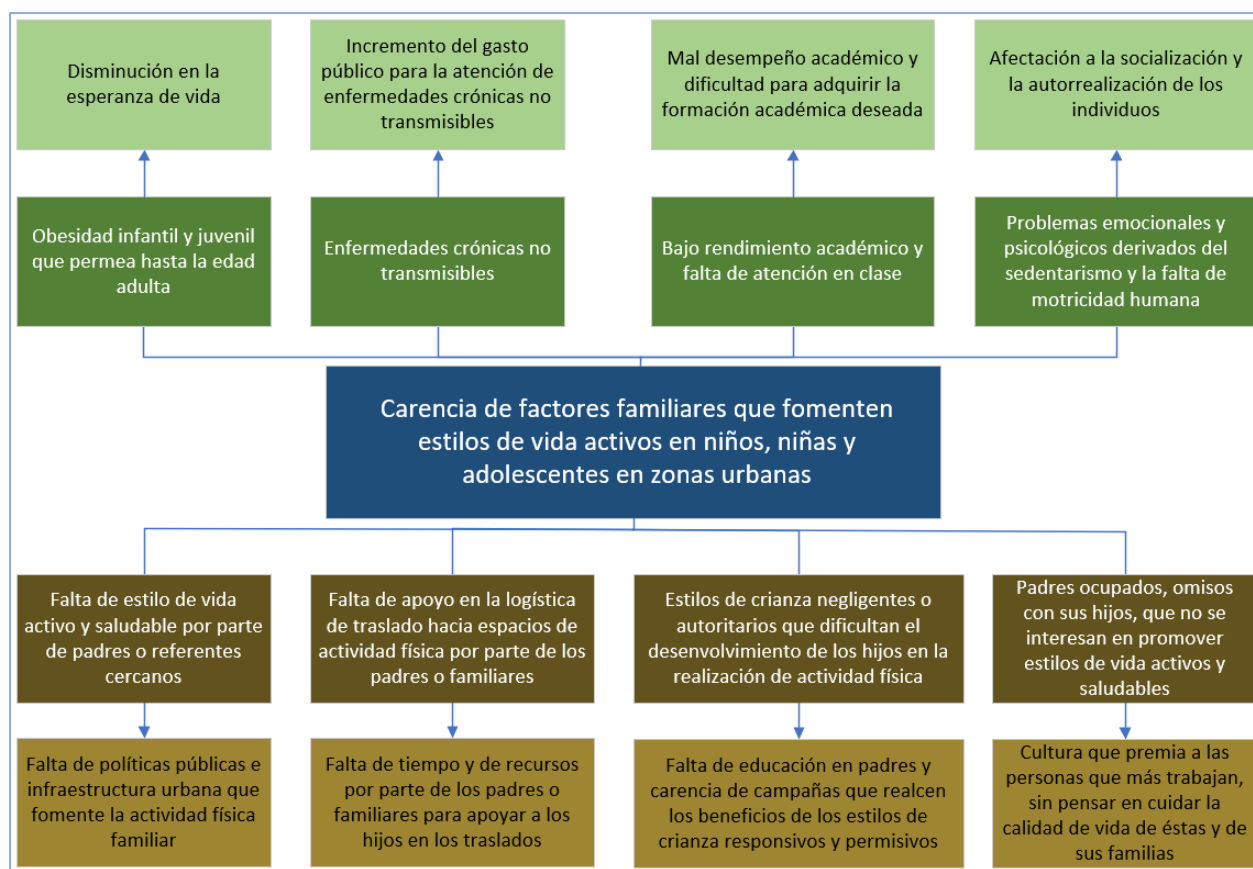 Disminución en la
esperanza de vida
Incremento del gasto
público para la atención de
enfermedades crónicas no
transmisibles
Mal desempeño académico y
dificultad para adquirir la
formación académica deseada
Afectación a la socialización y
la autorrealización de los
individuos
Obesidad infantil y juvenil
que permea hasta la edad
adulta
Enfermedades crónicas no
transmisibles
Bajo rendimiento académico y
falta de atención en clase
Problemas emocionales y
psicológicos derivados del
sedentarismo y la falta de
motricidad humana
Carencia de factores familiares que fomenten
estilos de vida activos en niños, niñas y
adolescentes en zonas urbanas
Falta de estilo de vida
activo y saludable por parte
de padres o referentes
cercanos
Falta de apoyo en la logística
de traslado hacia espacios de
actividad física por parte de los
padres o familiares
Estilos de crianza negligentes o
autoritarios que dificultan el
desenvolvimiento de los hijos en la
realización de actividad física
Padres ocupados, omisos
con sus hijos, que no se
interesan en promover
estilos de vida activos y
saludables
Falta de políticas públicas e
infraestructura urbana que
fomente la actividad física
familiar
Falta de tiempo y de recursos
por parte de los padres o
familiares para apoyar a los
hijos en los traslados
Falta de educación en padres y
carencia de campañas que realcen
los beneficios de los estilos de
crianza responsivos y permisivos
Cultura que premia a las
personas que más trabajan,
sin pensar en cuidar la
calidad de vida de éstas y de
sus familias